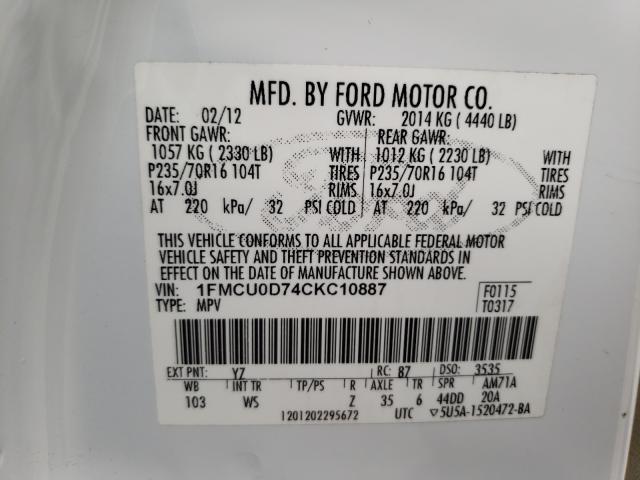 MFD. BY FORD MOTOR CO.
DATE: 02/12 GVWR: 2014 KG ( 4440 LB)
FRONT GAWR: REAR GAWR:
1057 KG ( 2330 LB) WITH 1012 KG ( 2230 LB) WITH
P235/70R16 104T TIRES P235/70R16 104T TIRES
16x7.0J RIMS 16x7.0J RIMS
AT 220 kPa/ 32 PSI COLD AT 220 kPa/ 32 PSI COLD
THIS VEHICLE CONFORMS TO ALL APPLICABLE FEDERAL MOTOR
VEHICLE SAFETY AND THEFT PREVENTION STANDARDS IN
EFFECT ON THE DATE OF MANUFACTURE SHOWN ABOVE.
VIN: 1FMCU0D74CKC10887 F0115
TYPE: MPV T0317
EXT PNT: YZ RC: 87 DSO: 3535
WB INT TR TP/PS R AXLE TR SPR AM71A
103 WS Z 35 6 44DD 20A
1201202295672 UTC ▽5U5A-1520472-BA